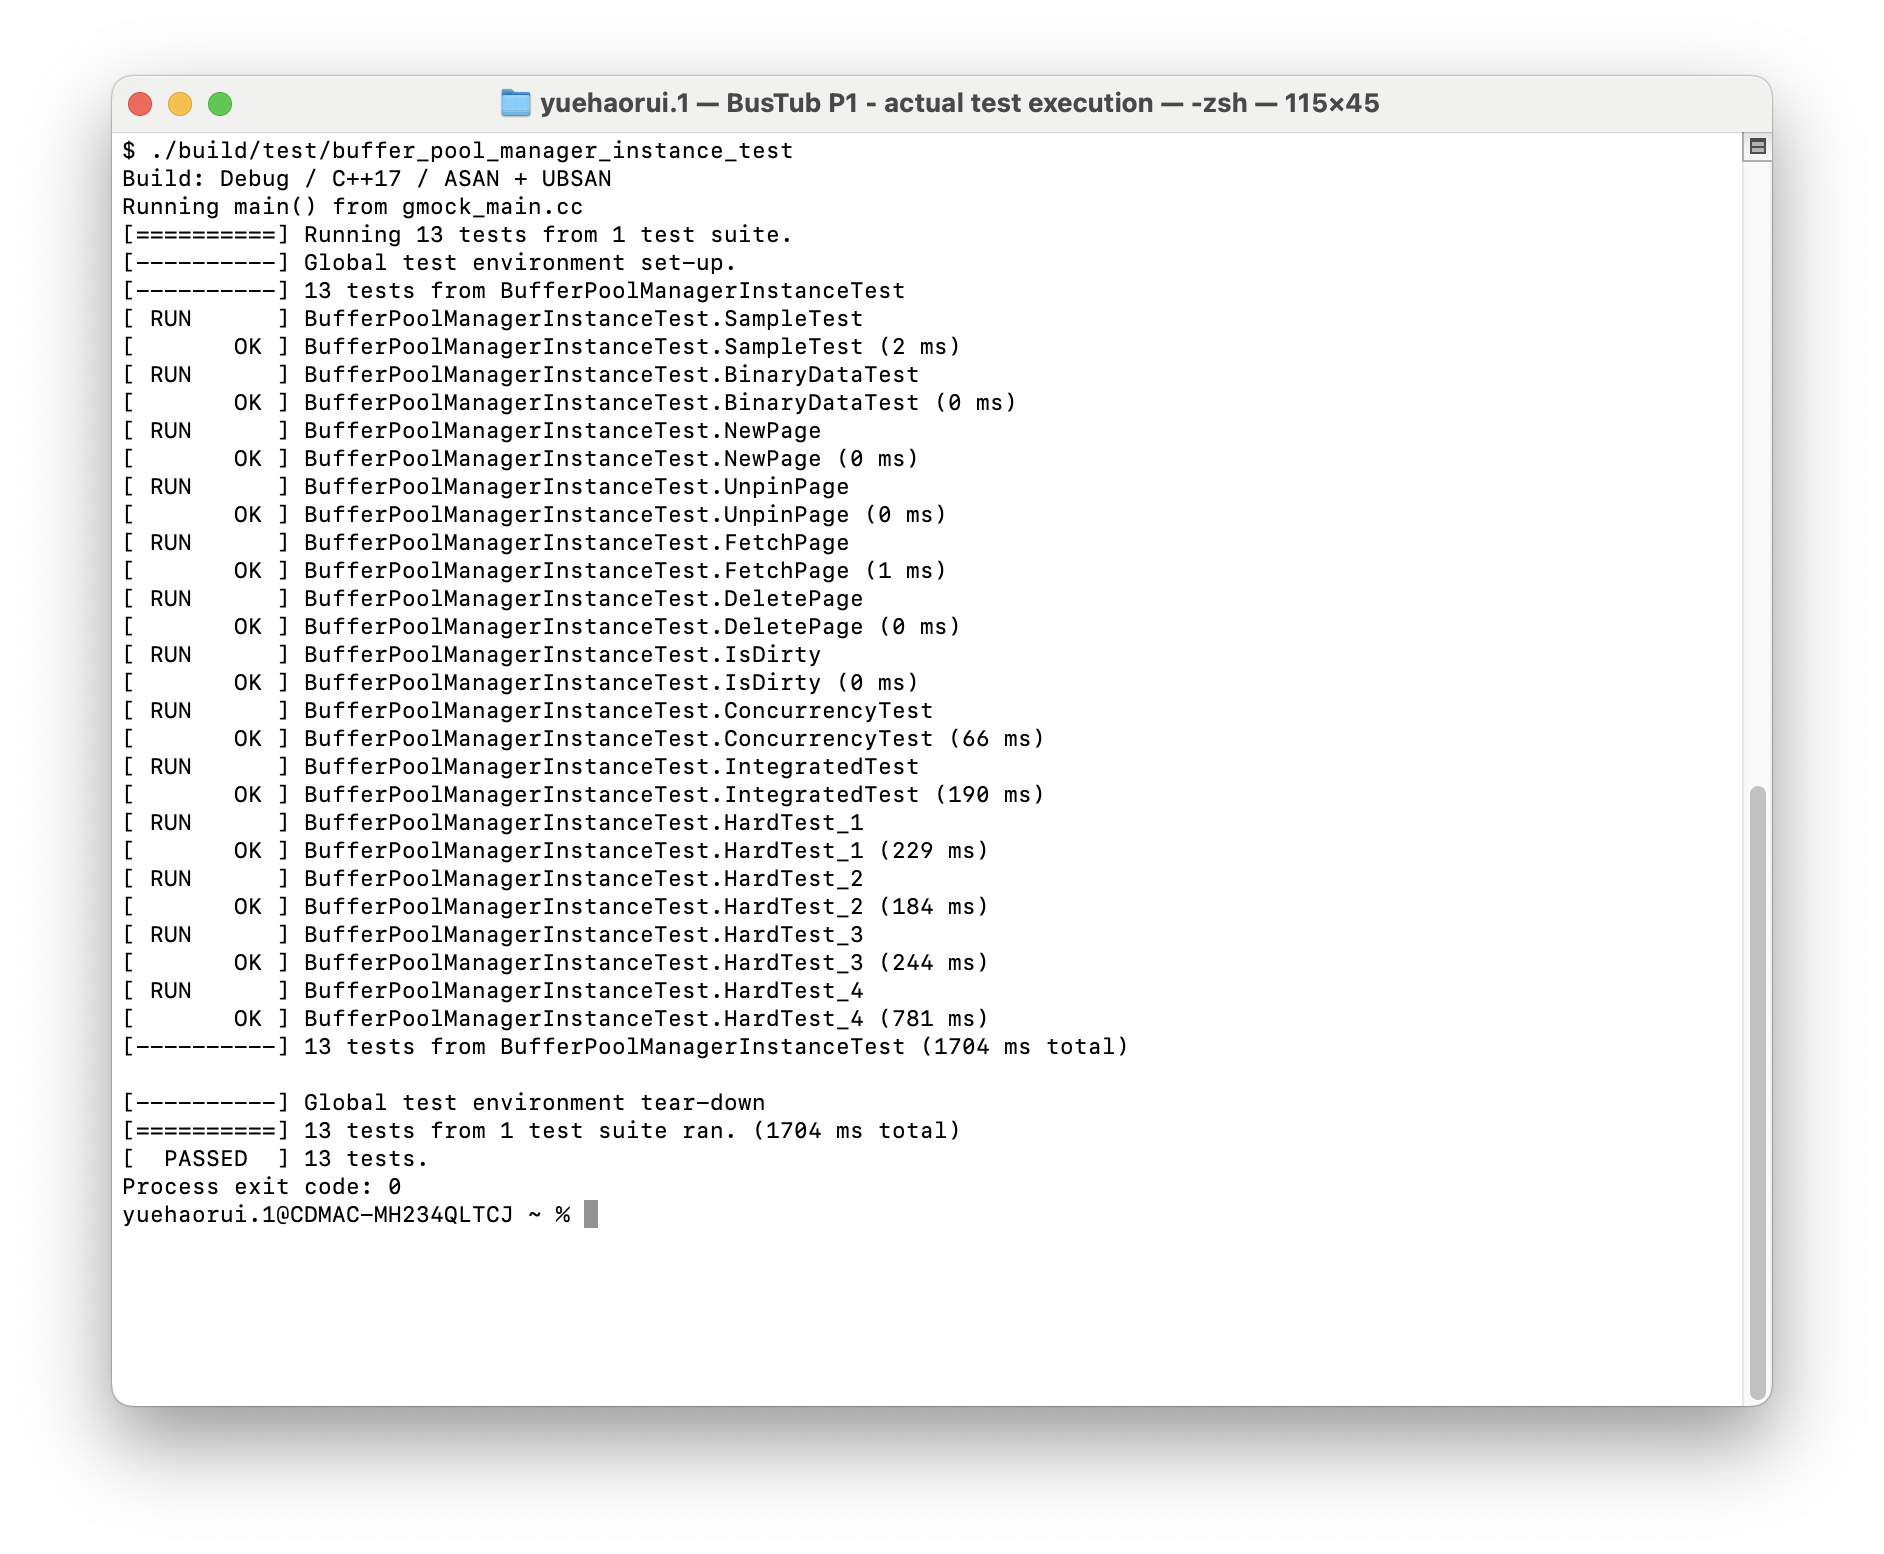 yuehaorui.1 — BusTub P1 - actual test execution — -zsh — 115×45
$ ./build/test/buffer_pool_manager_instance_test
Build: Debug / C++17 / ASAN + UBSAN
Running main() from gmock_main.cc
[==========] Running 13 tests from 1 test suite.
[----------] Global test environment set-up.
[----------] 13 tests from BufferPoolManagerInstanceTest
[ RUN      ] BufferPoolManagerInstanceTest.SampleTest
[       OK ] BufferPoolManagerInstanceTest.SampleTest (2 ms)
[ RUN      ] BufferPoolManagerInstanceTest.BinaryDataTest
[       OK ] BufferPoolManagerInstanceTest.BinaryDataTest (0 ms)
[ RUN      ] BufferPoolManagerInstanceTest.NewPage
[       OK ] BufferPoolManagerInstanceTest.NewPage (0 ms)
[ RUN      ] BufferPoolManagerInstanceTest.UnpinPage
[       OK ] BufferPoolManagerInstanceTest.UnpinPage (0 ms)
[ RUN      ] BufferPoolManagerInstanceTest.FetchPage
[       OK ] BufferPoolManagerInstanceTest.FetchPage (1 ms)
[ RUN      ] BufferPoolManagerInstanceTest.DeletePage
[       OK ] BufferPoolManagerInstanceTest.DeletePage (0 ms)
[ RUN      ] BufferPoolManagerInstanceTest.IsDirty
[       OK ] BufferPoolManagerInstanceTest.IsDirty (0 ms)
[ RUN      ] BufferPoolManagerInstanceTest.ConcurrencyTest
[       OK ] BufferPoolManagerInstanceTest.ConcurrencyTest (66 ms)
[ RUN      ] BufferPoolManagerInstanceTest.IntegratedTest
[       OK ] BufferPoolManagerInstanceTest.IntegratedTest (190 ms)
[ RUN      ] BufferPoolManagerInstanceTest.HardTest_1
[       OK ] BufferPoolManagerInstanceTest.HardTest_1 (229 ms)
[ RUN      ] BufferPoolManagerInstanceTest.HardTest_2
[       OK ] BufferPoolManagerInstanceTest.HardTest_2 (184 ms)
[ RUN      ] BufferPoolManagerInstanceTest.HardTest_3
[       OK ] BufferPoolManagerInstanceTest.HardTest_3 (244 ms)
[ RUN      ] BufferPoolManagerInstanceTest.HardTest_4
[       OK ] BufferPoolManagerInstanceTest.HardTest_4 (781 ms)
[----------] 13 tests from BufferPoolManagerInstanceTest (1704 ms total)
[----------] Global test environment tear-down
[==========] 13 tests from 1 test suite ran. (1704 ms total)
[  PASSED  ] 13 tests.
Process exit code: 0
yuehaorui.1@CDMAC-MH234QLTCJ ~ %